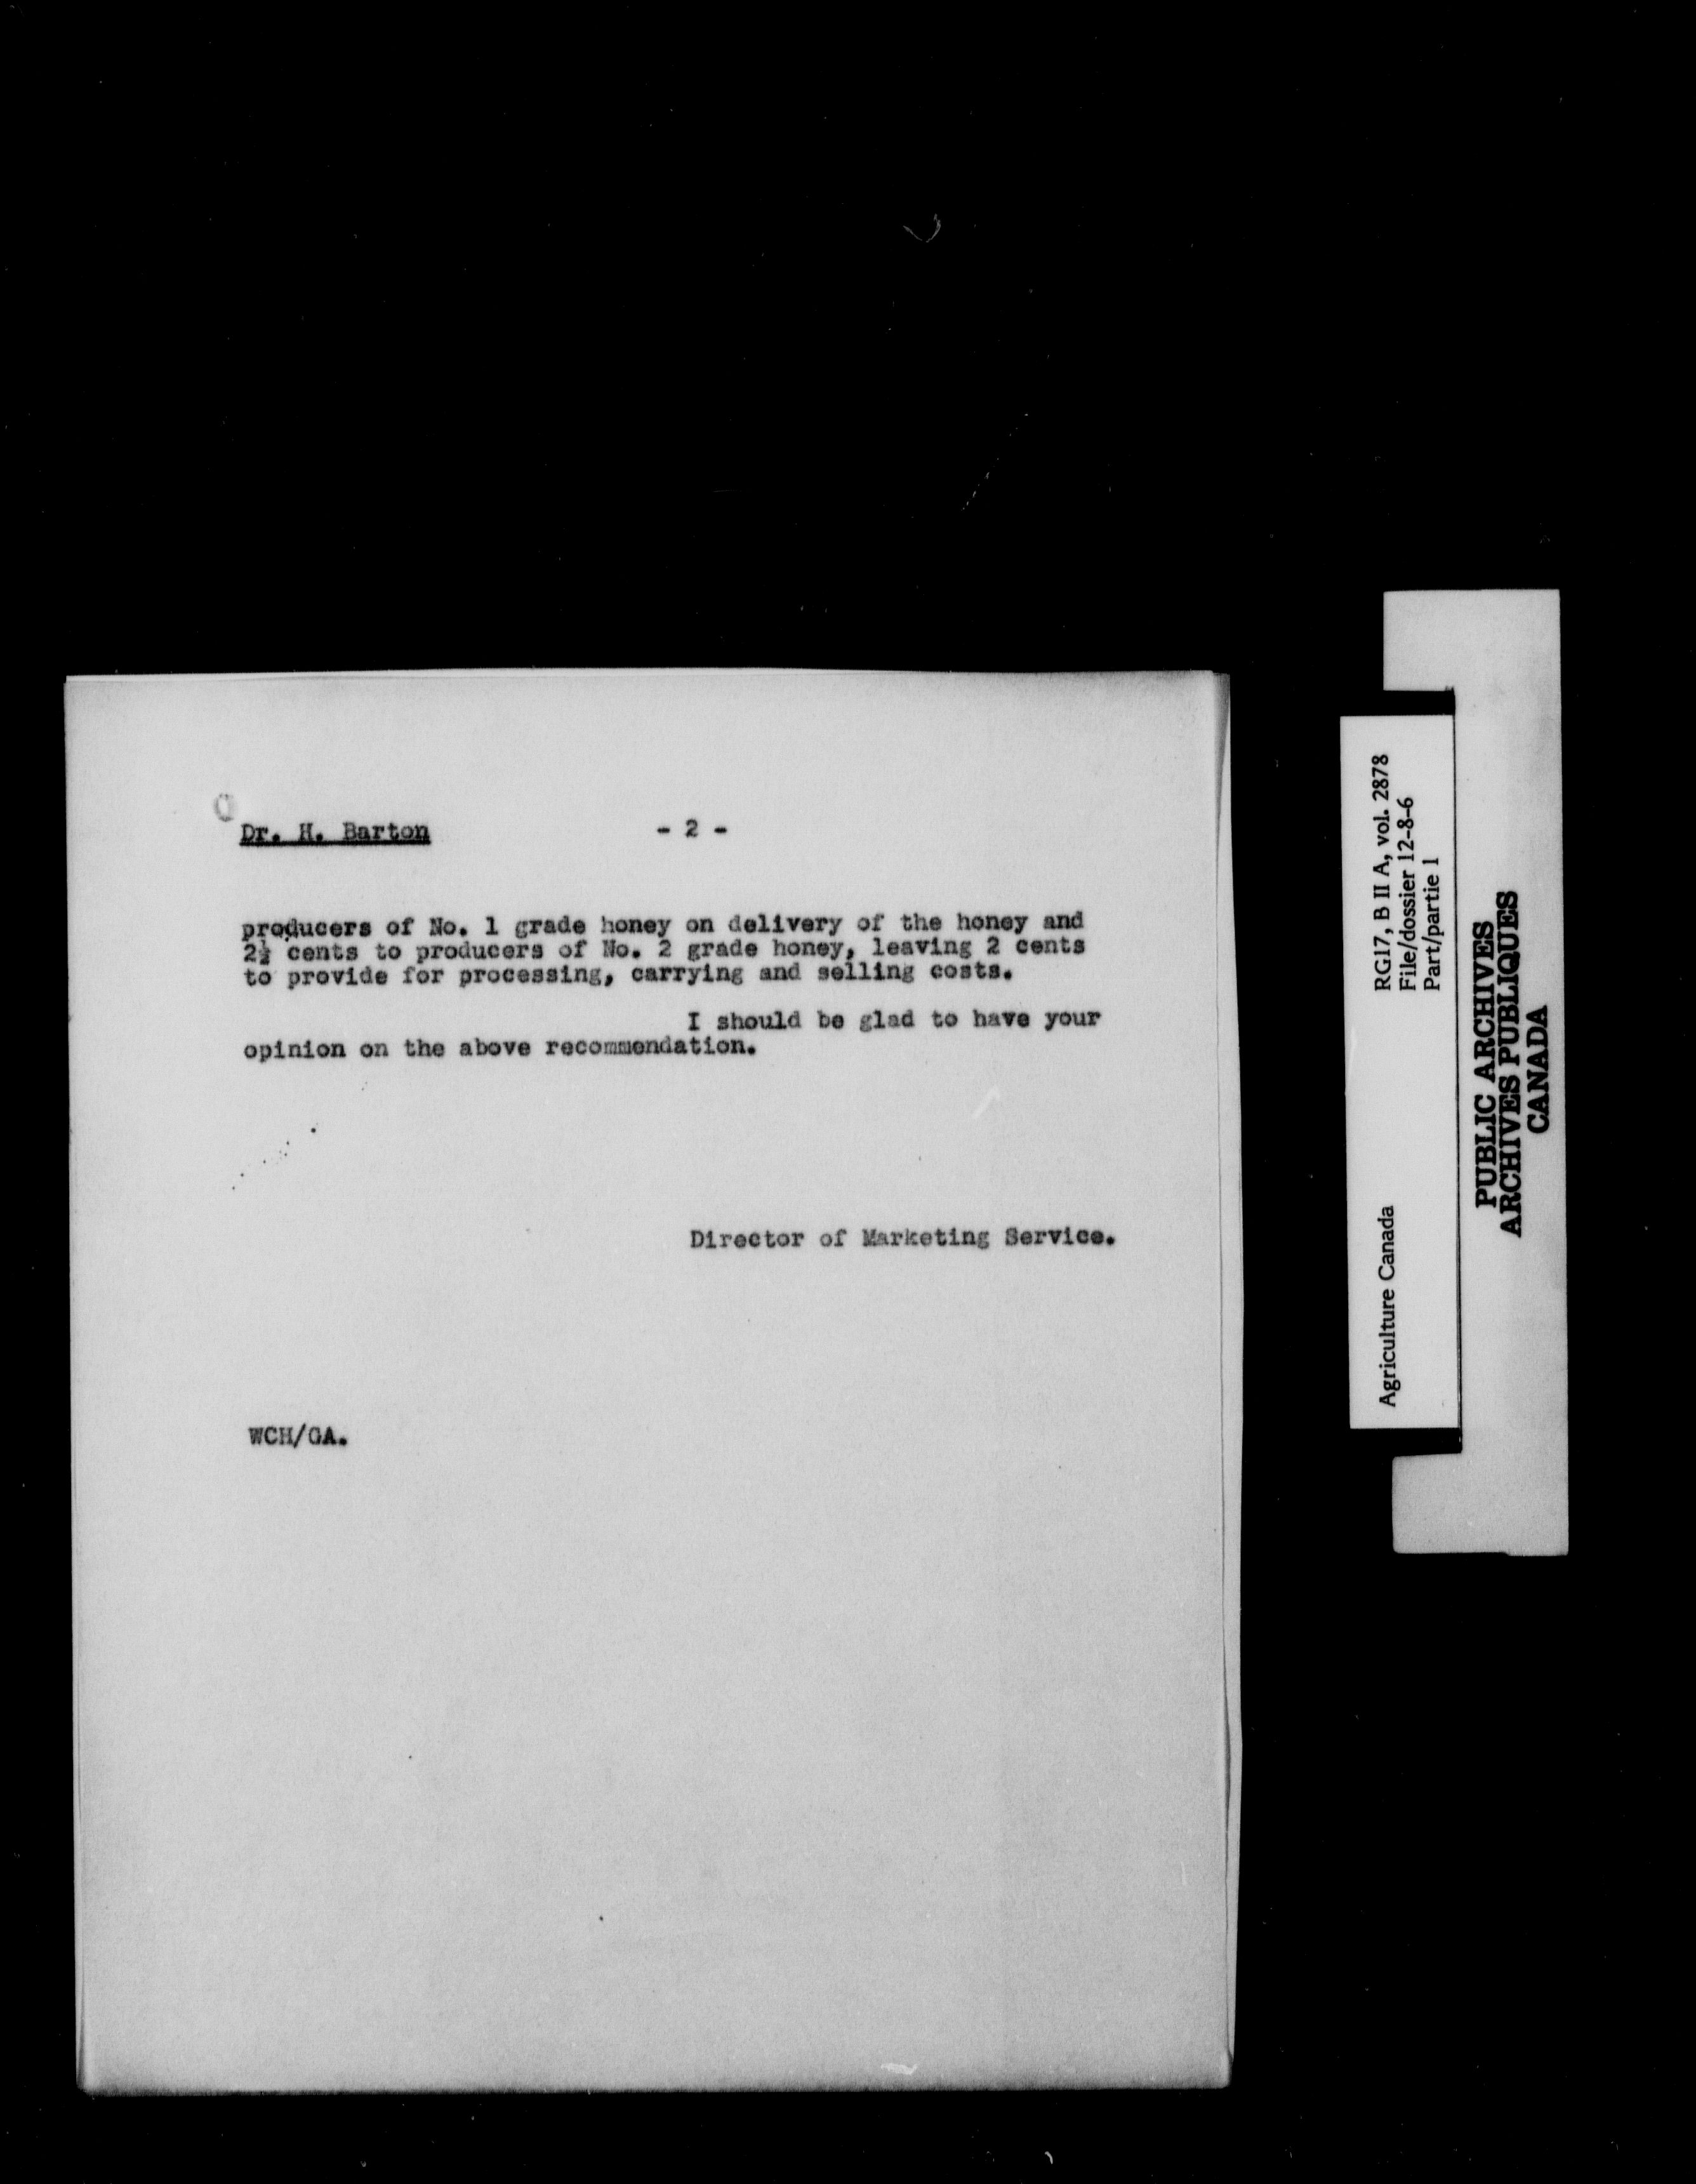 Dr. H. Barton - 2 -
producers of No. 1 grade honey on delivery of the honey and
2½ cents to producers of No. 2 grade honey, leaving 2 cents
to provide for processing, carrying and selling costs.
I should be glad to have your
opinion on the above recommendation.
Director of Marketing Service.
WCH/GA.
Agriculture Canada RG17, B II A, vol. 2878
File/dossier 12-8-6
Part/partie 1
PUBLIC ARCHIVES
ARCHIVES PUBLIQUES
CANADA